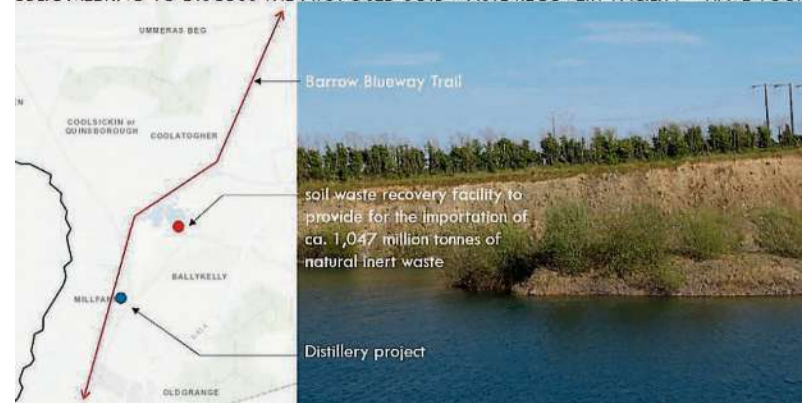 UMMERAS BEG
Barrow Blueway Trail
COOLSICKIN or
QUINSBOROUGH
COOLATOGHER
soil waste recovery facility to
provide for the importation of
ca. 1,047 million tonnes of
natural inert waste
BALLYKELLY
Distillery project
OLDGRANGE